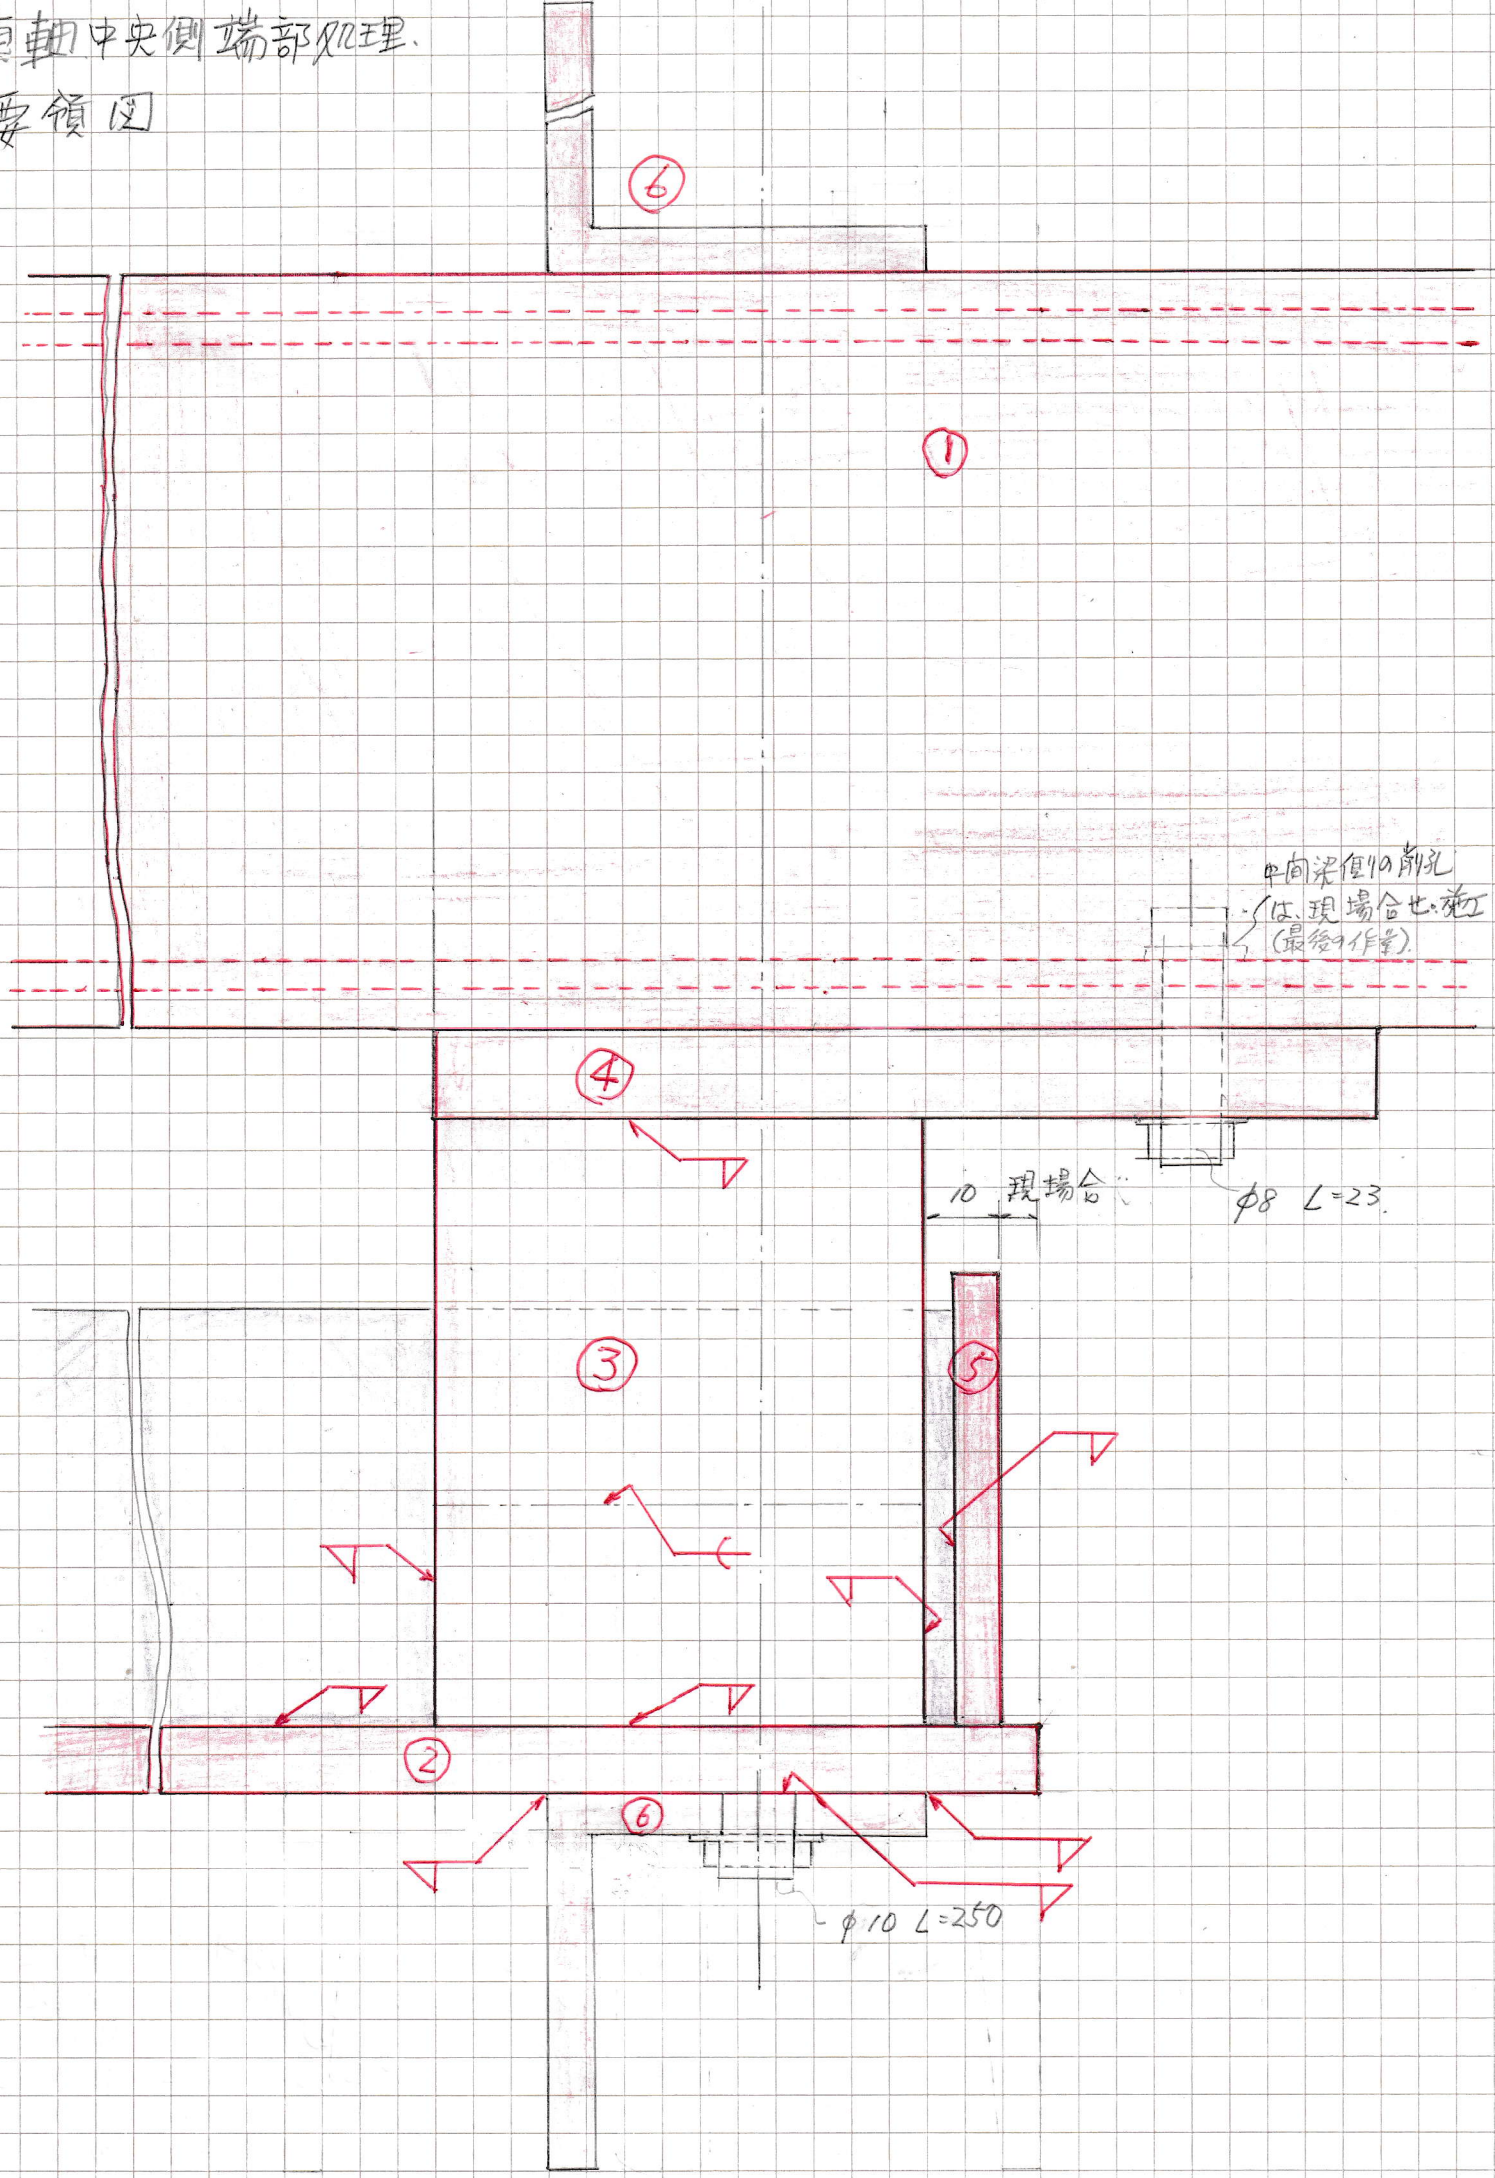 軸中央側端部処理.
要領図
⑥
①
中間梁側の削孔
は、現場合せ施工
(最後の作業).
④
10 現場合
φ8 L=23.
③
⑤
②
⑥
φ10 L=250